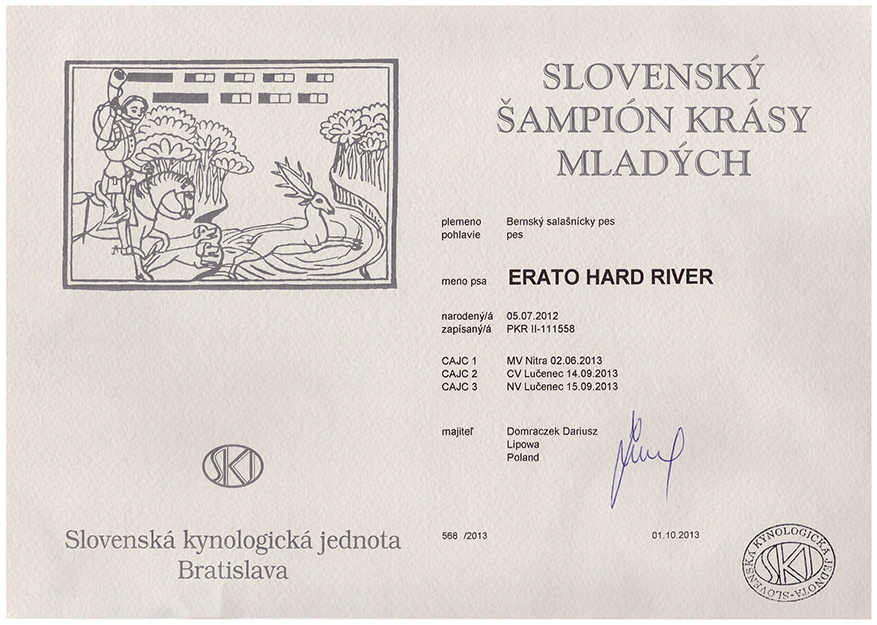 SLOVENSKÝ
ŠAMPIÓN KRÁSY
MLADÝCH
plemeno Bernský salašnícky pes
pohlavie pes
meno psa ERATO HARD RIVER
narodený/á 05.07.2012
zapísaný/á PKR II-111558
CAJC 1 MV Nitra 02.06.2013
CAJC 2 CV Lučenec 14.09.2013
CAJC 3 NV Lučenec 15.09.2013
majiteľ Domraczek Dariusz
Lipowa
Poland
SKJ
Slovenská kynologická jednota
Bratislava
568 /2013 01.10.2013
SLOVENSKÁ KYNOLOGICKÁ JEDNOTA
SKJ